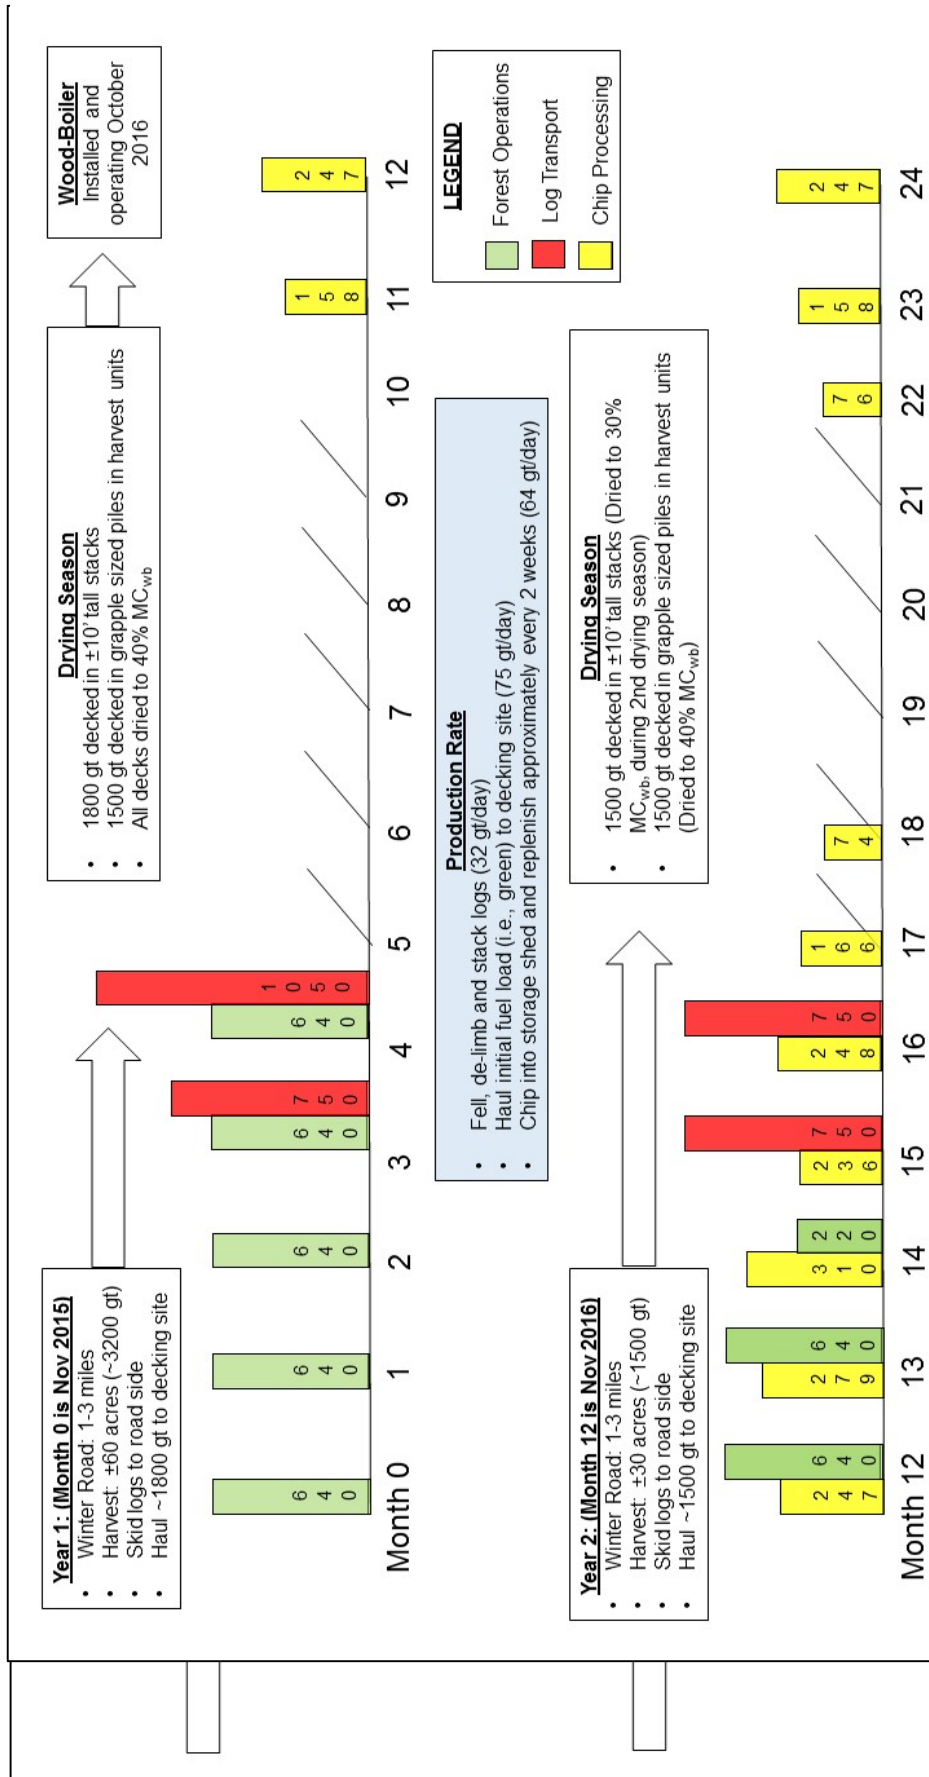 Year 1: (Month 0 is Nov 2015)
• Winter Road: 1-3 miles
• Harvest: ±60 acres (~3200 gt)
• Skid logs to road side
• Haul ~1800 gt to decking site
Drying Season
• 1800 gt decked in ±10' tall stacks
• 1500 gt decked in grapple sized piles in harvest units
• All decks dried to 40% MCwb
Wood-Boiler
Installed and
operating October
2016
640
640
640
640
750
640
1050
158
247
Month 0 1 2 3 4 5 6 7 8 9 10 11 12
Production Rate
• Fell, de-limb and stack logs (32 gt/day)
• Haul initial fuel load (i.e., green) to decking site (75 gt/day)
• Chip into storage shed and replenish approximately every 2 weeks (64 gt/day)
LEGEND
Forest Operations
Log Transport
Chip Processing
Year 2: (Month 12 is Nov 2016)
• Winter Road: 1-3 miles
• Harvest: ±30 acres (~1500 gt)
• Skid logs to road side
• Haul ~1500 gt to decking site
Drying Season
• 1500 gt decked in ±10' tall stacks (Dried to 30%
MCwb, during 2nd drying season)
• 1500 gt decked in grapple sized piles in harvest units
(Dried to 40% MCwb)
247
640
279
640
310
220
236
750
248
750
166
74
76
158
247
Month 12 13 14 15 16 17 18 19 20 21 22 23 24